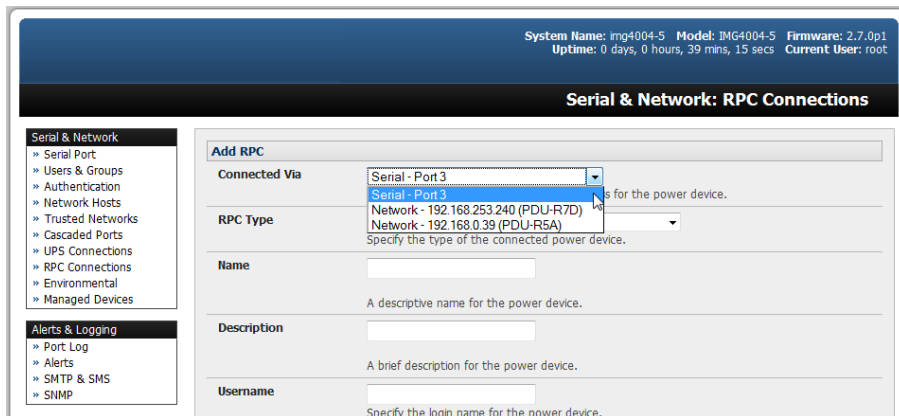 System Name: img4004-5 Model: IMG4004-5 Firmware: 2.7.0p1
Uptime: 0 days, 0 hours, 39 mins, 15 secs Current User: root
Serial & Network: RPC Connections
Serial & Network
» Serial Port
» Users & Groups
» Authentication
» Network Hosts
» Trusted Networks
» Cascaded Ports
» UPS Connections
» RPC Connections
» Environmental
» Managed Devices
Alerts & Logging
» Port Log
» Alerts
» SMTP & SMS
» SNMP
Add RPC
Connected Via
Serial - Port 3
Serial - Port 3
Network - 192.168.253.240 (PDU-R7D)
Network - 192.168.0.39 (PDU-R5A)
s for the power device.
RPC Type
Specify the type of the connected power device.
Name
A descriptive name for the power device.
Description
A brief description for the power device.
Username
Specify the login name for the power device.